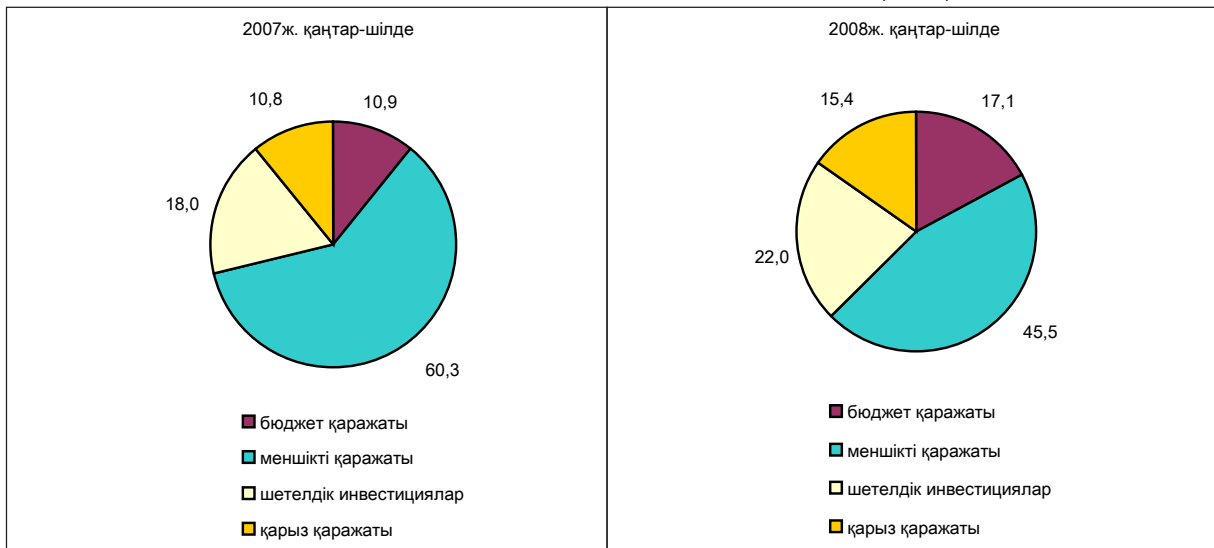 2007ж. қаңтар-шілде
10,8
10,9
18,0
60,3
бюджет қаражаты
меншікті қаражаты
шетелдік инвестициялар
қарыз қаражаты
2008ж. қаңтар-шілде
15,4
17,1
22,0
45,5
бюджет қаражаты
меншікті қаражаты
шетелдік инвестициялар
қарыз қаражаты